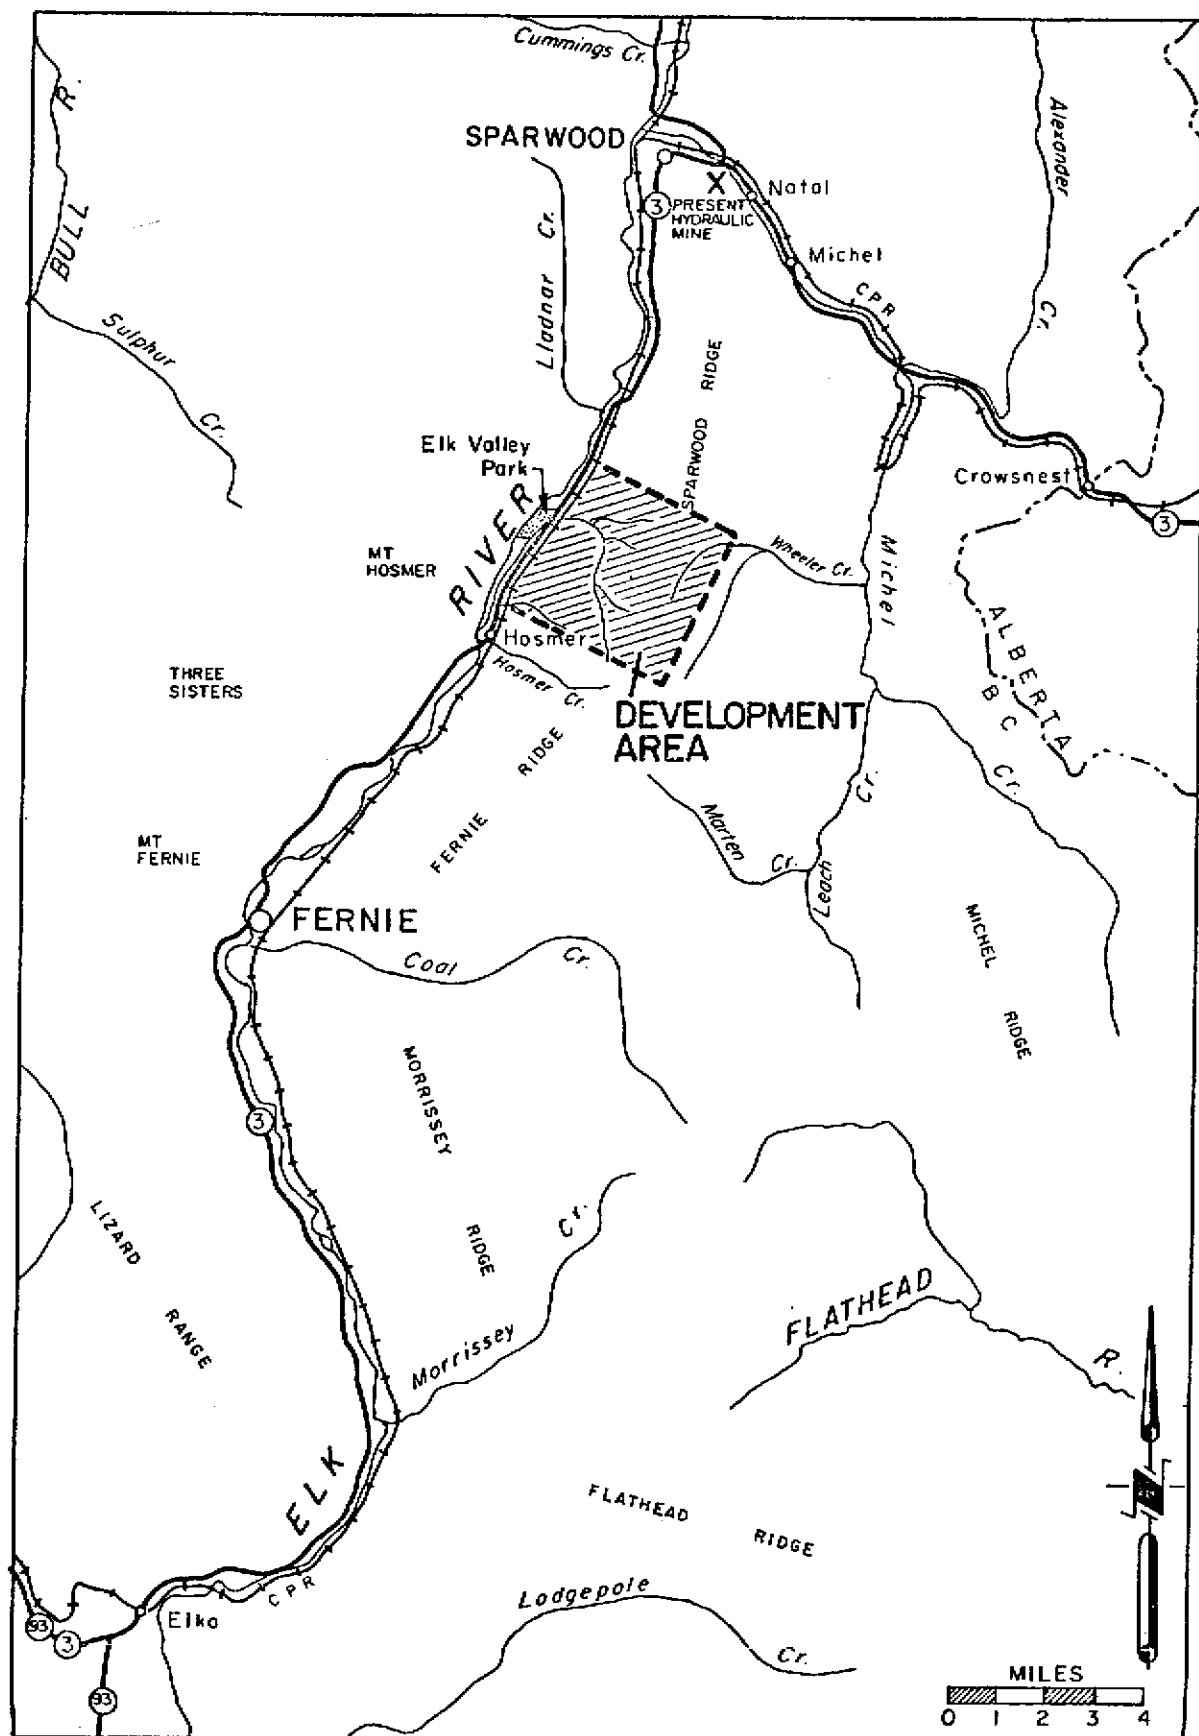 Cummings Cr.
BULL R.
SPARWOOD
Alexander Cr.
3
PRESENT
HYDRAULIC
MINE
X
Natal
Michel
CPR
Lladnar Cr.
Sulphur Cr.
SPARWOOD RIDGE
Elk Valley
Park
Crowsnest
3
MT
HOSMER
RIVER
Wheeler Cr.
Michel Cr.
ALBERTA
BC
Hosmer
Hosmer Cr.
THREE
SISTERS
DEVELOPMENT
AREA
FERNIE RIDGE
Marten Cr.
Leach Cr.
MT
FERNIE
FERNIE
Coal Cr.
MICHEL RIDGE
MORRISSEY RIDGE
3
LIZARD RANGE
Morrissey Cr.
FLATHEAD R.
ELK
FLATHEAD RIDGE
CPR
Elko
Lodgepole Cr.
93
3
93
MILES
0 1 2 3 4